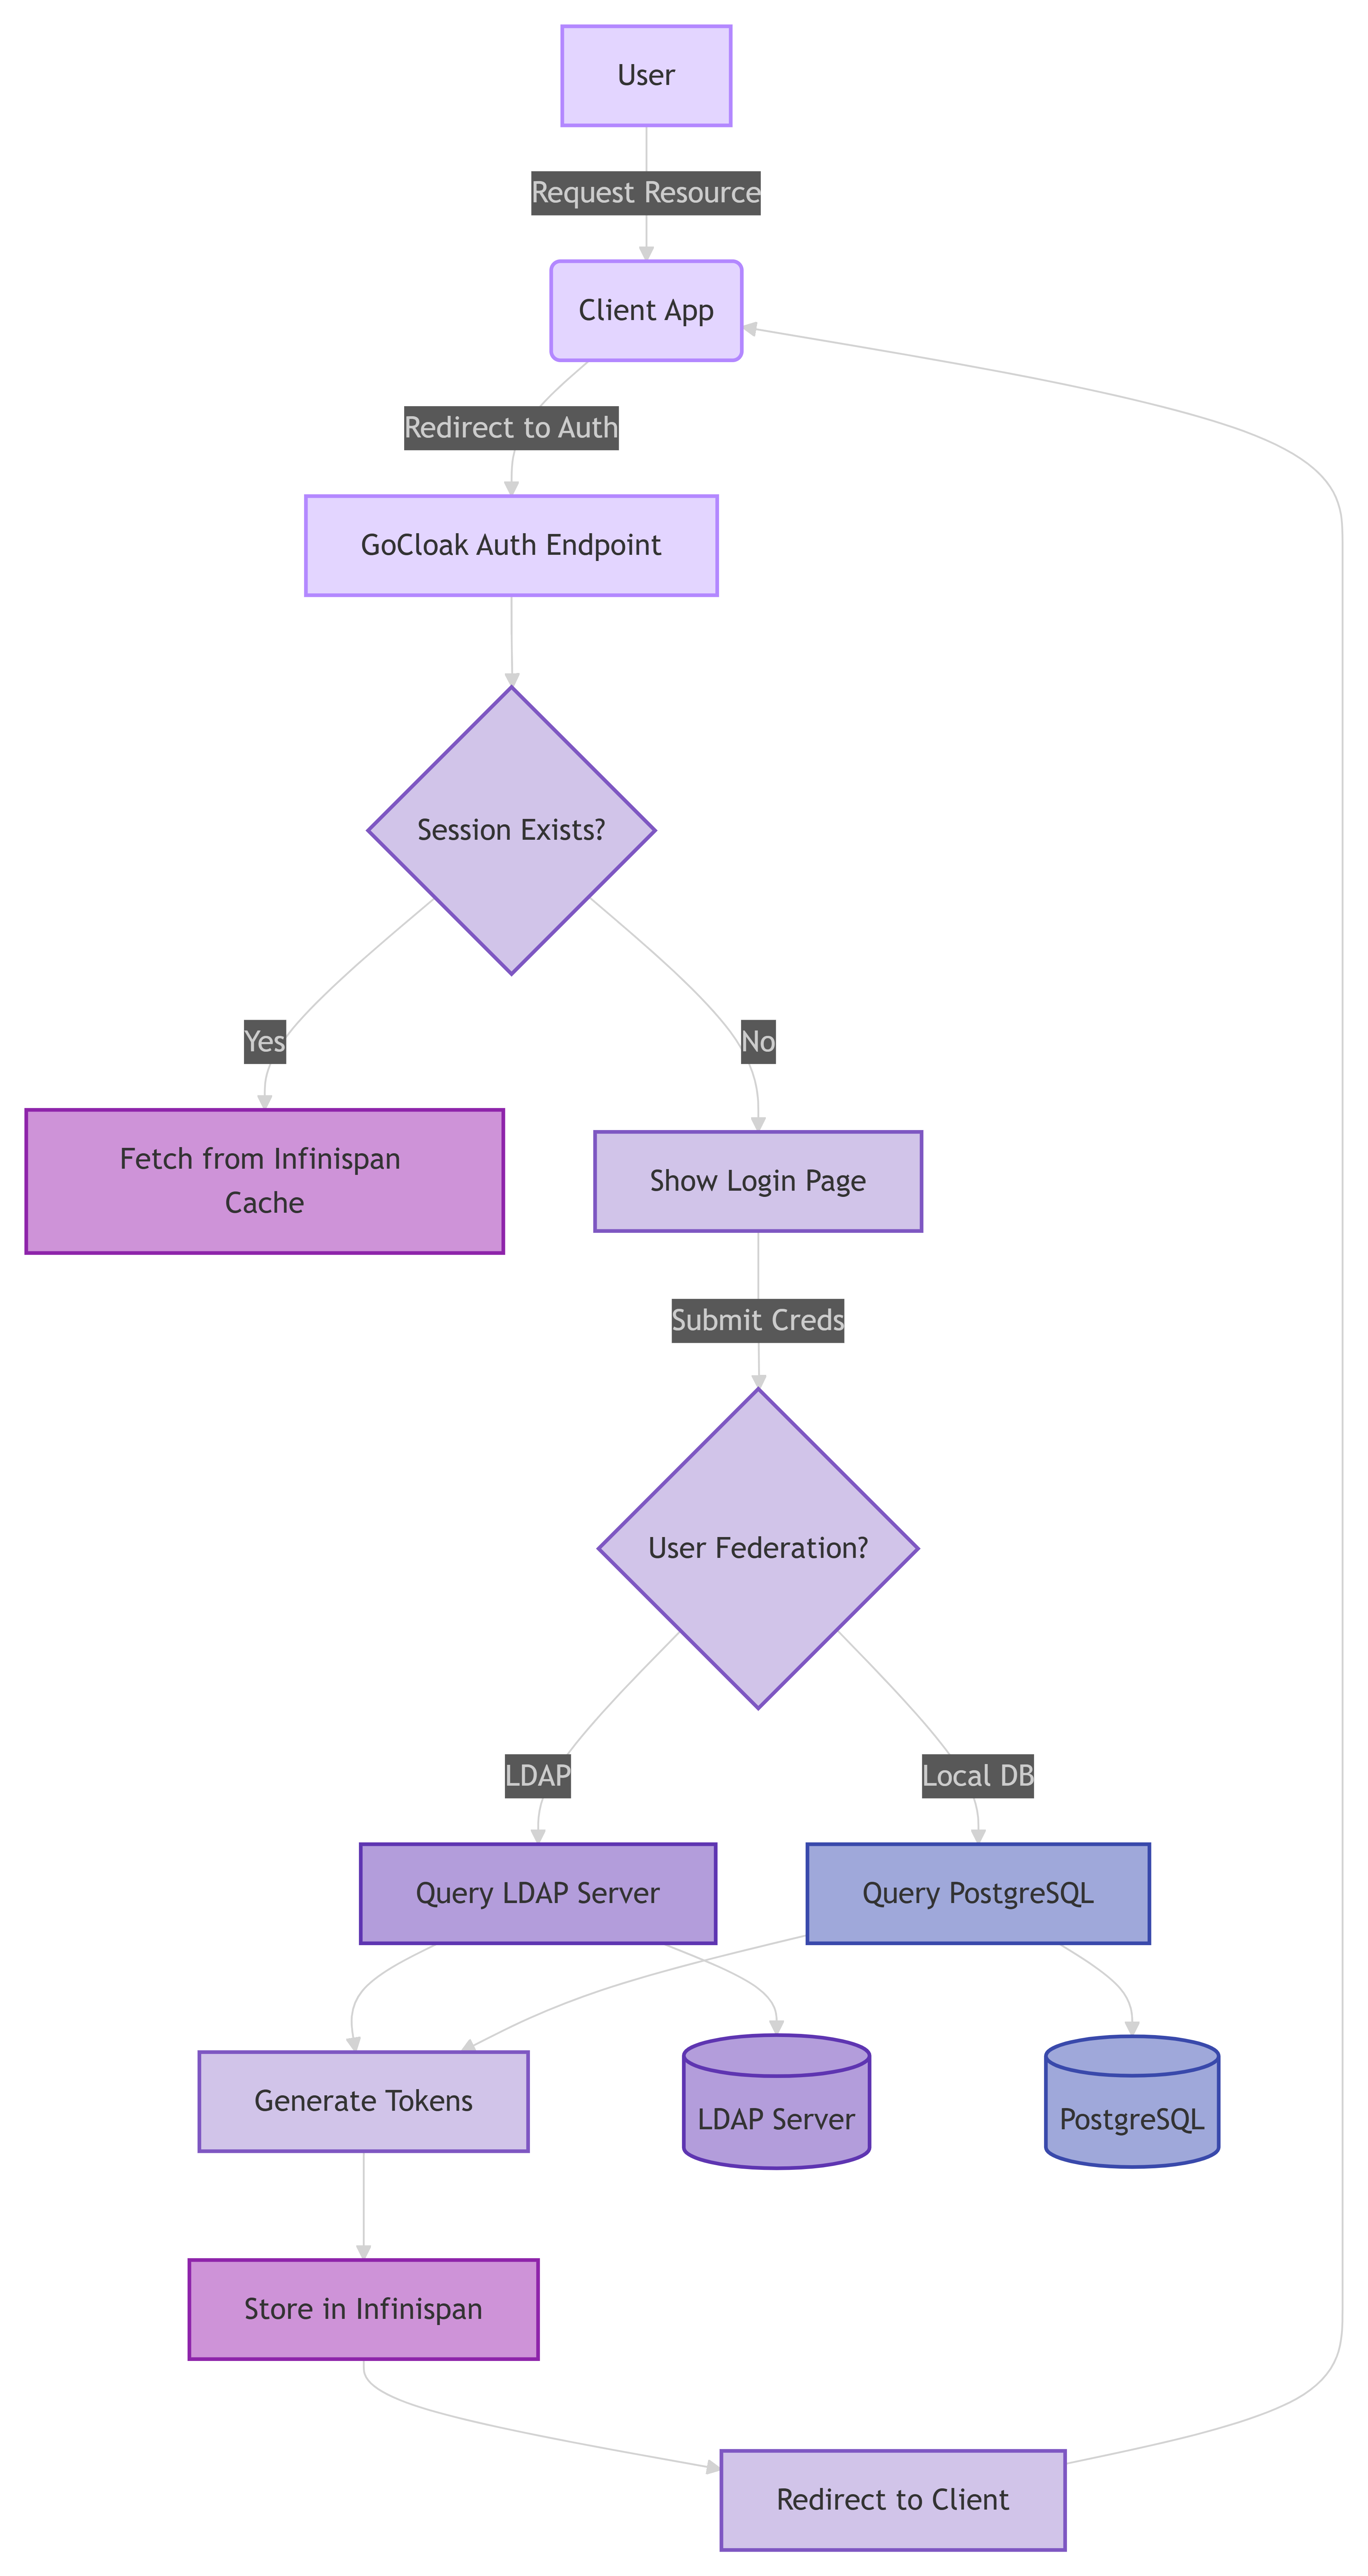 User
Request Resource
Client App
Redirect to Auth
GoCloak Auth Endpoint
Session Exists?
Yes
No
Fetch from Infinispan
Cache
Show Login Page
Submit Creds
User Federation?
LDAP
Local DB
Query LDAP Server
Query PostgreSQL
Generate Tokens
LDAP Server
PostgreSQL
Store in Infinispan
Redirect to Client